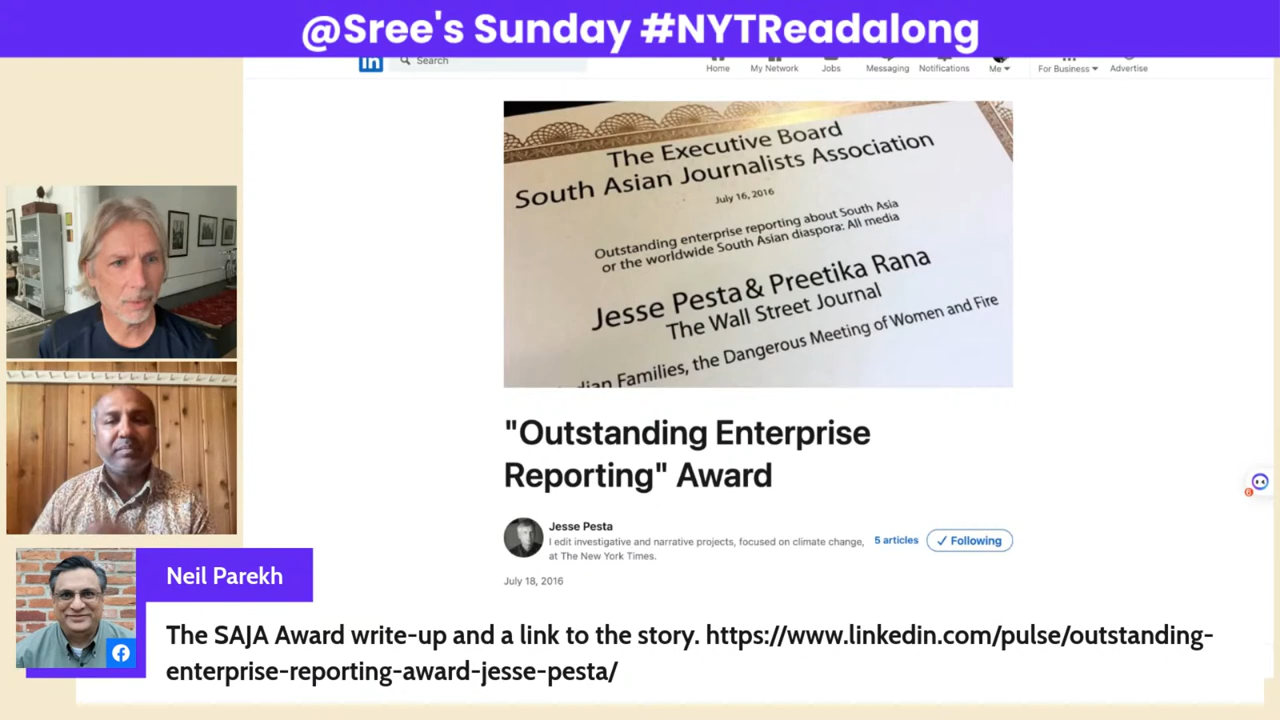 @Sree's Sunday #NYTReadalong
in
Search
Home
My Network
Jobs
Messaging
Notifications
Me
For Business
Advertise
The Executive Board
South Asian Journalists Association
July 16, 2016
Outstanding enterprise reporting about South Asia
or the worldwide South Asian diaspora: All media
Jesse Pesta & Preetika Rana
The Wall Street Journal
Families, the Dangerous Meeting of Women and Fire
"Outstanding Enterprise
Reporting" Award
Jesse Pesta
I edit investigative and narrative projects, focused on climate change,
at The New York Times.
5 articles
✓ Following
July 18, 2016
6
Neil Parekh
The SAJA Award write-up and a link to the story. https://www.linkedin.com/pulse/outstanding-
enterprise-reporting-award-jesse-pesta/